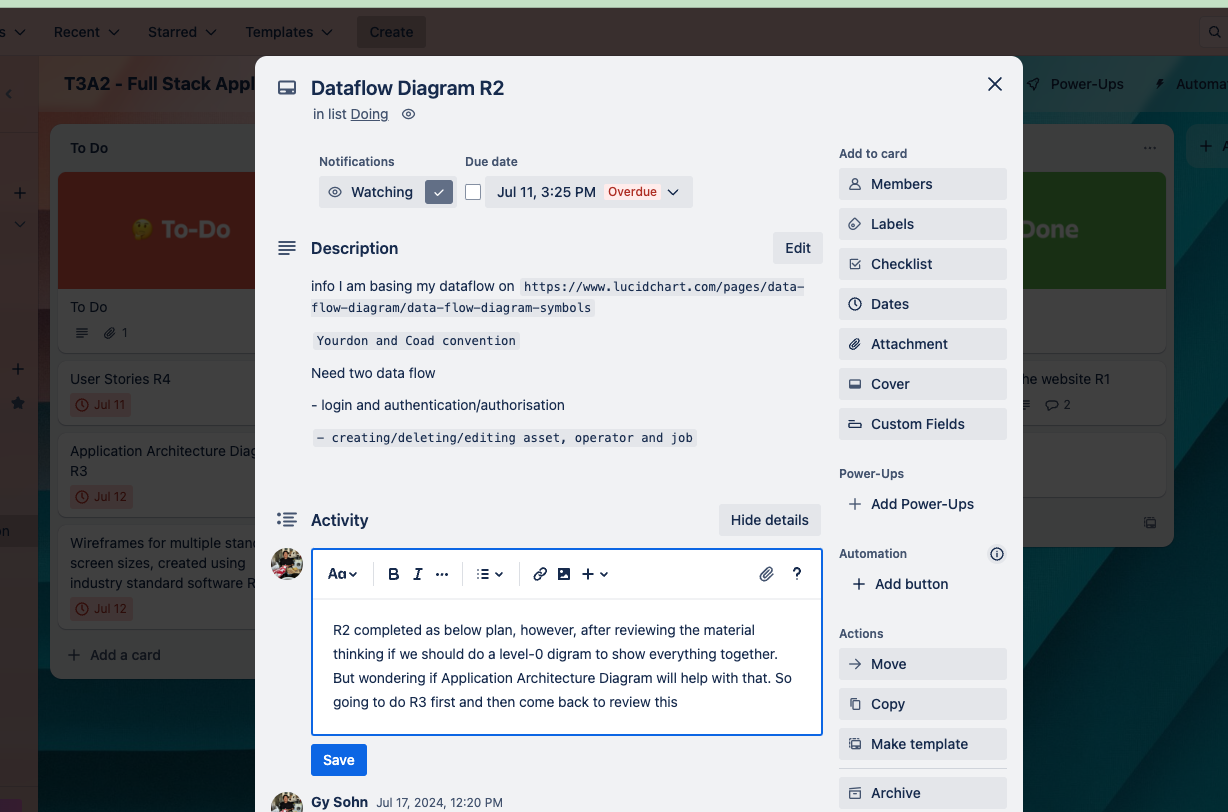 s
Recent
Starred
Templates
Create
T3A2 - Full Stack Appl
Power-Ups
Automa
To Do
🤔 To-Do
To Do
1
User Stories R4
Jul 11
Application Architecture Diag
R3
Jul 12
Wireframes for multiple stan
screen sizes, created using
industry standard software R
Jul 12
+ Add a card
on
Dataflow Diagram R2
in list Doing
Notifications
Due date
Watching
Jul 11, 3:25 PM Overdue
Description
Edit
info I am basing my dataflow on https://www.lucidchart.com/pages/data-
flow-diagram/data-flow-diagram-symbols
Yourdon and Coad convention
Need two data flow
- login and authentication/authorisation
- creating/deleting/editing asset, operator and job
Activity
Hide details
Aa
B I ...
?
R2 completed as below plan, however, after reviewing the material
thinking if we should do a level-0 digram to show everything together.
But wondering if Application Architecture Diagram will help with that. So
going to do R3 first and then come back to review this
Save
Gy Sohn Jul 17, 2024, 12:20 PM
Add to card
Members
Labels
Checklist
Dates
Attachment
Cover
Custom Fields
Power-Ups
+ Add Power-Ups
Automation
+ Add button
Actions
Move
Copy
Make template
Archive
Done
he website R1
2